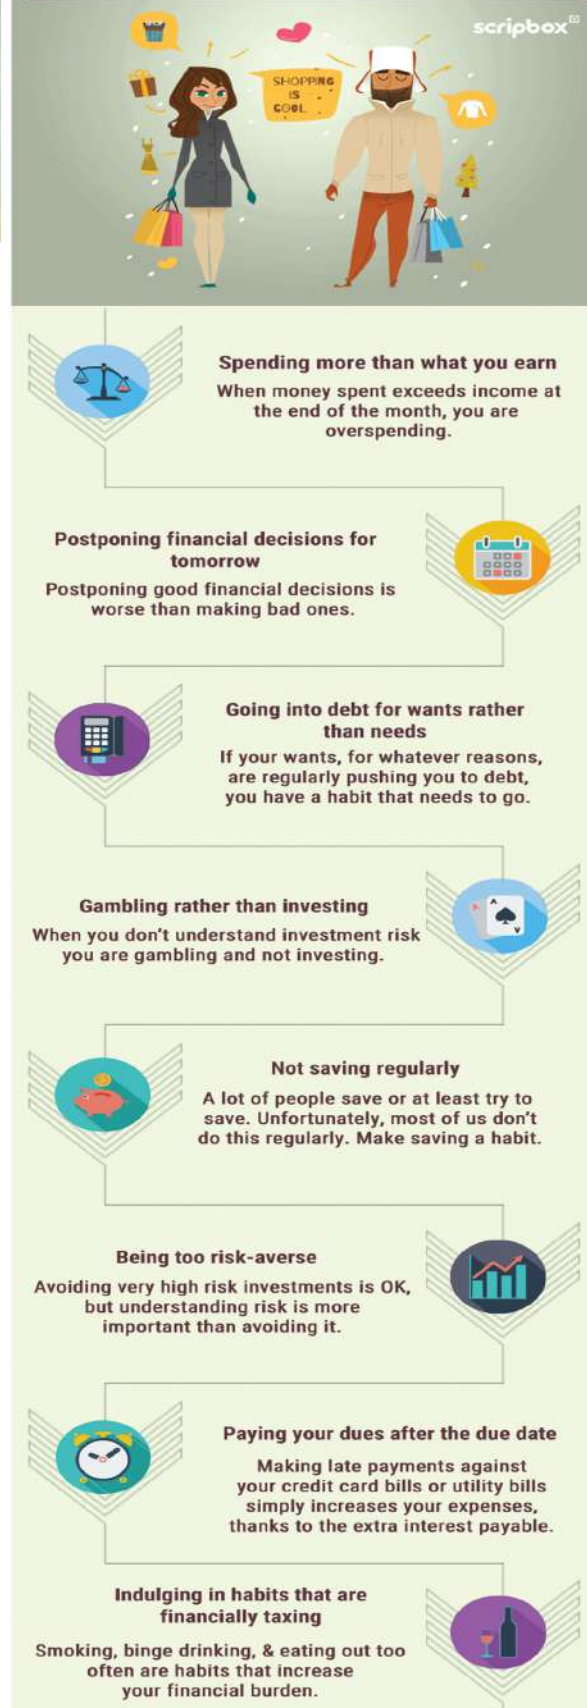 scripbox
SHOPPING
IS
COOL
Spending more than what you earn
When money spent exceeds income at
the end of the month, you are
overspending.
Postponing financial decisions for
tomorrow
Postponing good financial decisions is
worse than making bad ones.
Going into debt for wants rather
than needs
If your wants, for whatever reasons,
are regularly pushing you to debt,
you have a habit that needs to go.
Gambling rather than investing
When you don't understand investment risk
you are gambling and not investing.
A
Not saving regularly
A lot of people save or at least try to
save. Unfortunately, most of us don't
do this regularly. Make saving a habit.
Being too risk-averse
Avoiding very high risk investments is OK,
but understanding risk is more
important than avoiding it.
Paying your dues after the due date
Making late payments against
your credit card bills or utility bills
simply increases your expenses,
thanks to the extra interest payable.
Indulging in habits that are
financially taxing
Smoking, binge drinking, & eating out too
often are habits that increase
your financial burden.